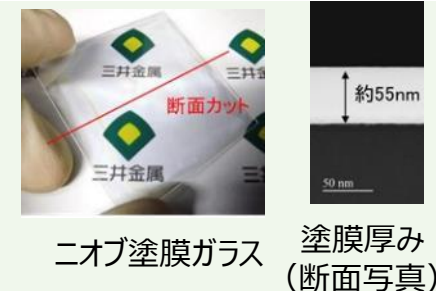 三井金属
三井
断面カット
三井金属
三
約55nm
50 nm
ニオブ塗膜ガラス
塗膜厚み
(断面写真)